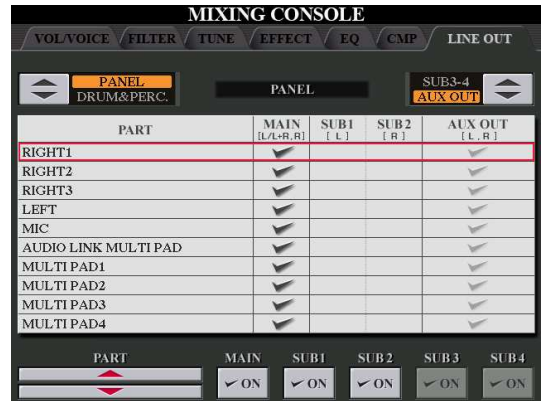 MIXING CONSOLE
VOL/VOICE FILTER TUNE EFFECT EQ CMP LINE OUT
PANEL
DRUM&PERC.
PANEL
SUB3-4
AUX OUT
PART MAIN SUB1 SUB2 AUX OUT
[L/L+R,R] [ L ] [ R ] [ L , R ]
RIGHT1
RIGHT2
RIGHT3
LEFT
MIC
AUDIO LINK MULTI PAD
MULTI PAD1
MULTI PAD2
MULTI PAD3
MULTI PAD4
PART MAIN SUB1 SUB2 SUB3 SUB4
ON ON ON ON ON